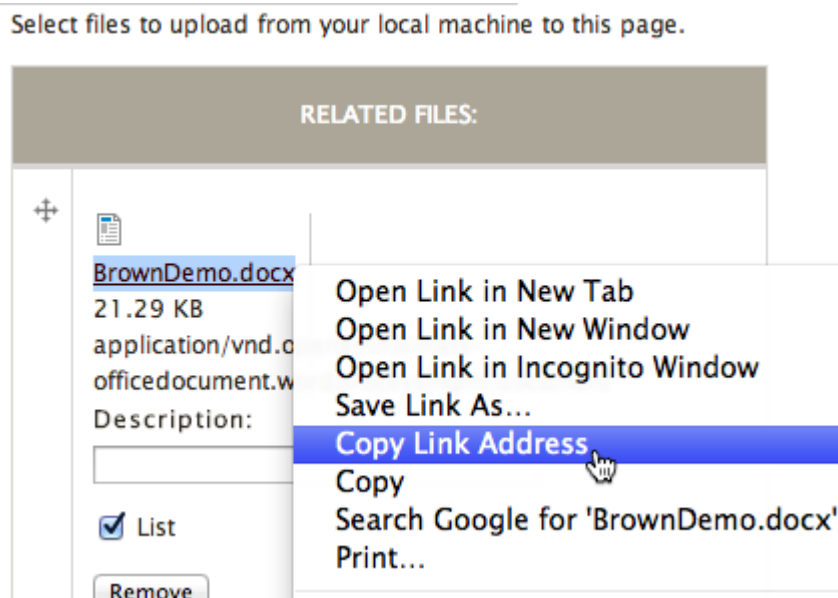 Select files to upload from your local machine to this page.
RELATED FILES:
BrownDemo.docx
21.29 KB
application/vnd.o
officedocument.w
Description:
List
Remove
Open Link in New Tab
Open Link in New Window
Open Link in Incognito Window
Save Link As...
Copy Link Address
Copy
Search Google for 'BrownDemo.docx'
Print...